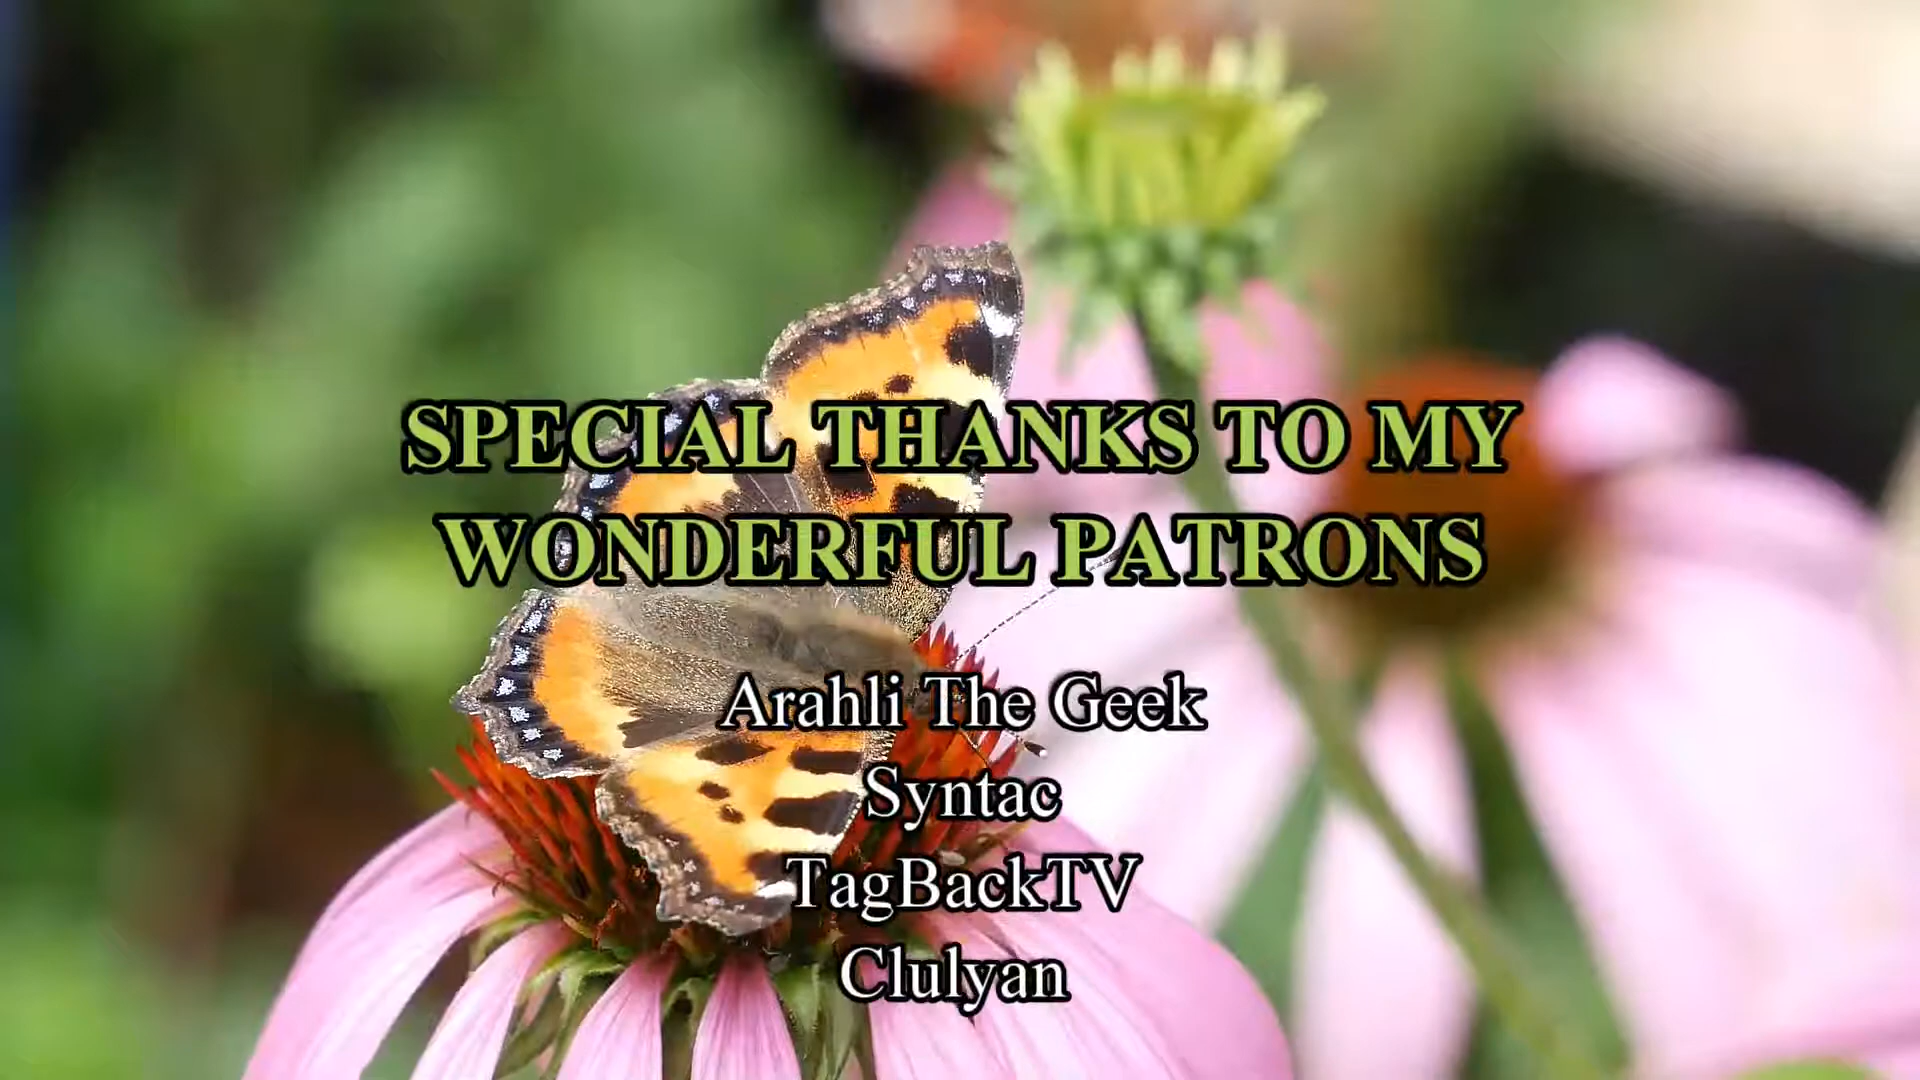 SPECIAL THANKS TO MY
WONDERFUL PATRONS
Arahli The Geek
Syntac
TagBackTV
Clulyan